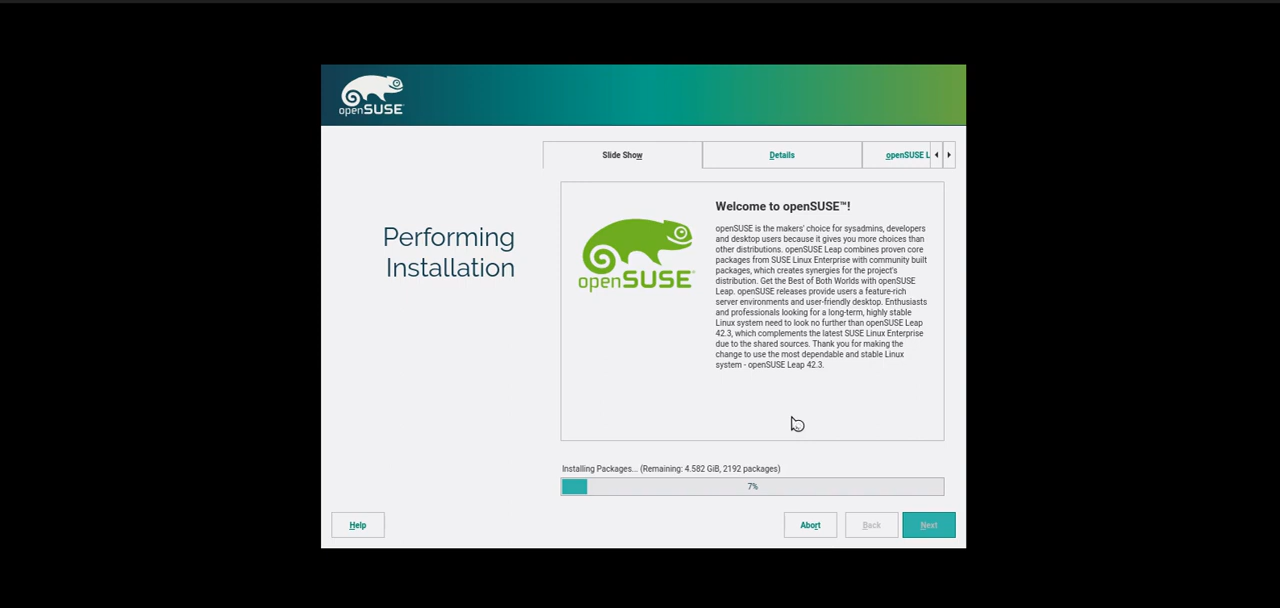 openSUSE
Slide Show
Details
openSUSE L
Performing
Installation
openSUSE
Welcome to openSUSE™!
openSUSE is the makers' choice for sysadmins, developers
and desktop users because it gives you more choices than
other distributions. openSUSE Leap combines proven core
packages from SUSE Linux Enterprise with community built
packages, which creates synergies for the project's
distribution. Get the Best of Both Worlds with openSUSE
Leap. openSUSE releases provide users a feature-rich
server environments and user-friendly desktop. Enthusiasts
and professionals looking for a long-term, highly stable
Linux system need to look no further than openSUSE Leap
42.3, which complements the latest SUSE Linux Enterprise
due to the shared sources. Thank you for making the
change to use the most dependable and stable Linux
system - openSUSE Leap 42.3.
Installing Packages... (Remaining: 4.582 GiB, 2192 packages)
7%
Help
Abort
Back
Next